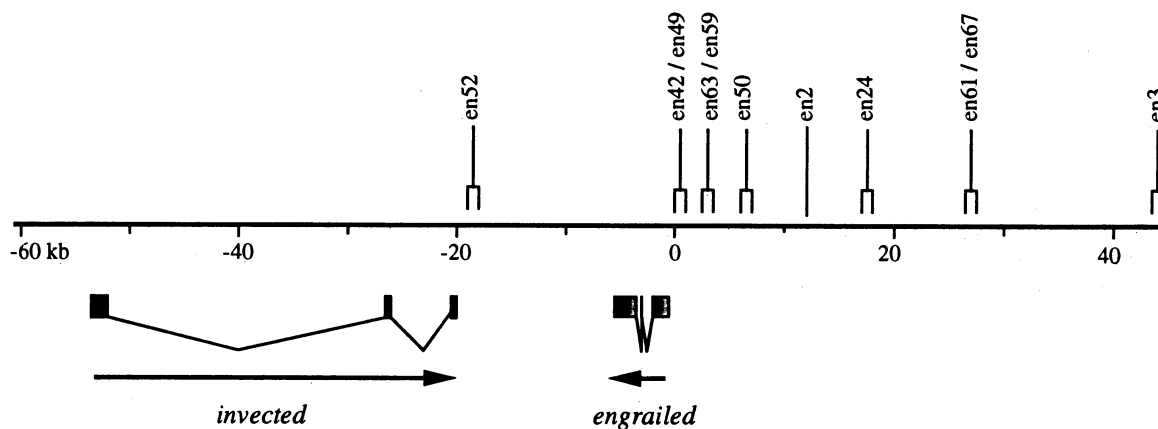 en52
en42 / en49
en63 / en59
en50
en2
en24
en61 / en67
en3
-60 kb
-40
-20
0
20
40
invected
engrailed